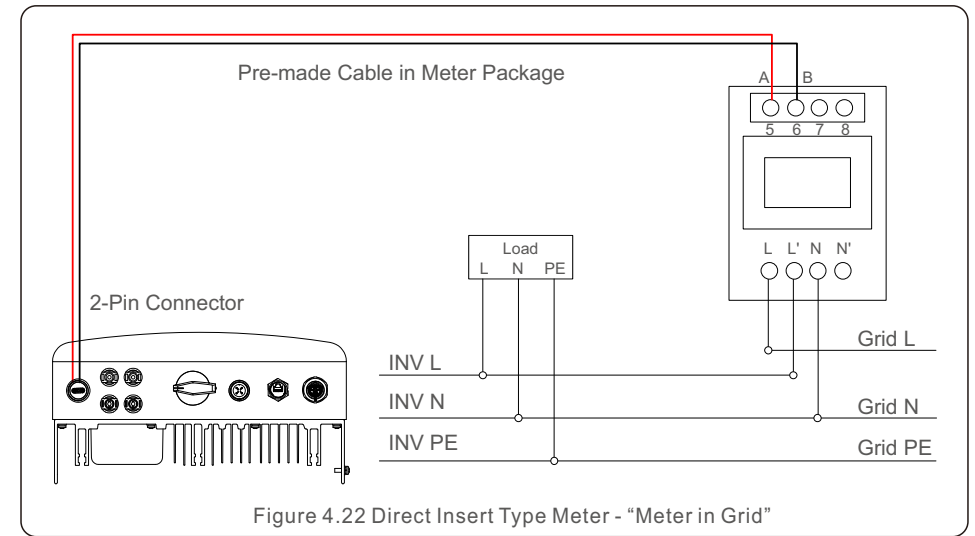 Pre-made Cable in Meter Package
A B
5 6 7 8
Load
L N PE
L L' N N'
2-Pin Connector
Grid L
INV L
INV N
Grid N
INV PE
Grid PE
Figure 4.22 Direct Insert Type Meter - “Meter in Grid”